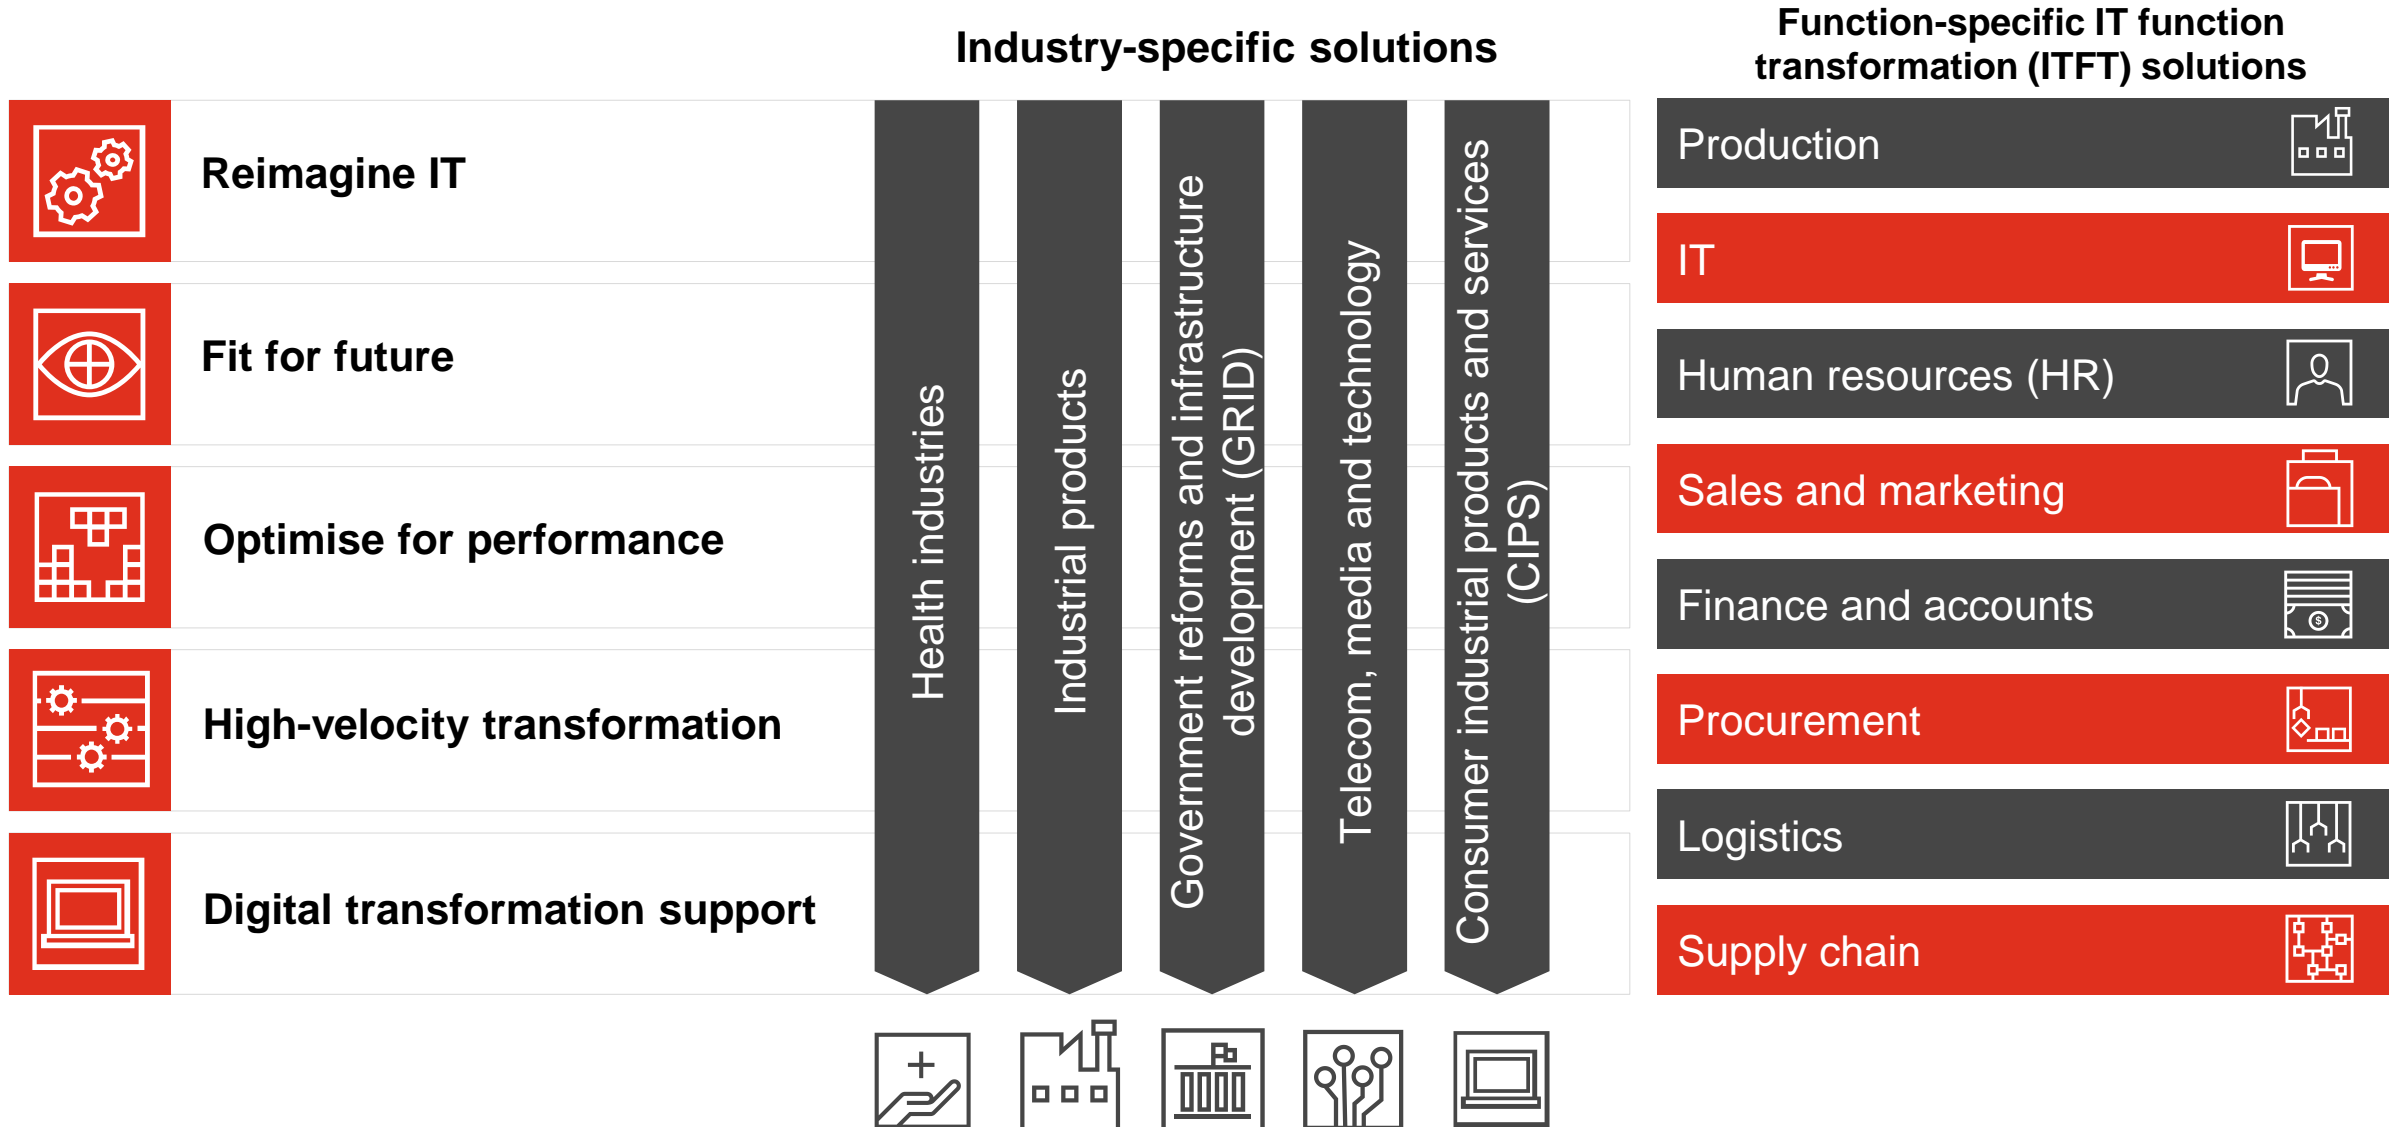 Industry-specific solutions
Function-specific IT function
transformation (ITFT) solutions
Reimagine IT
Fit for future
Optimise for performance
High-velocity transformation
Digital transformation support
Health industries
Industrial products
Government reforms and infrastructure
development (GRID)
Telecom, media and technology
Consumer industrial products and services
(CIPS)
Production
IT
Human resources (HR)
Sales and marketing
Finance and accounts
$
Procurement
Logistics
Supply chain